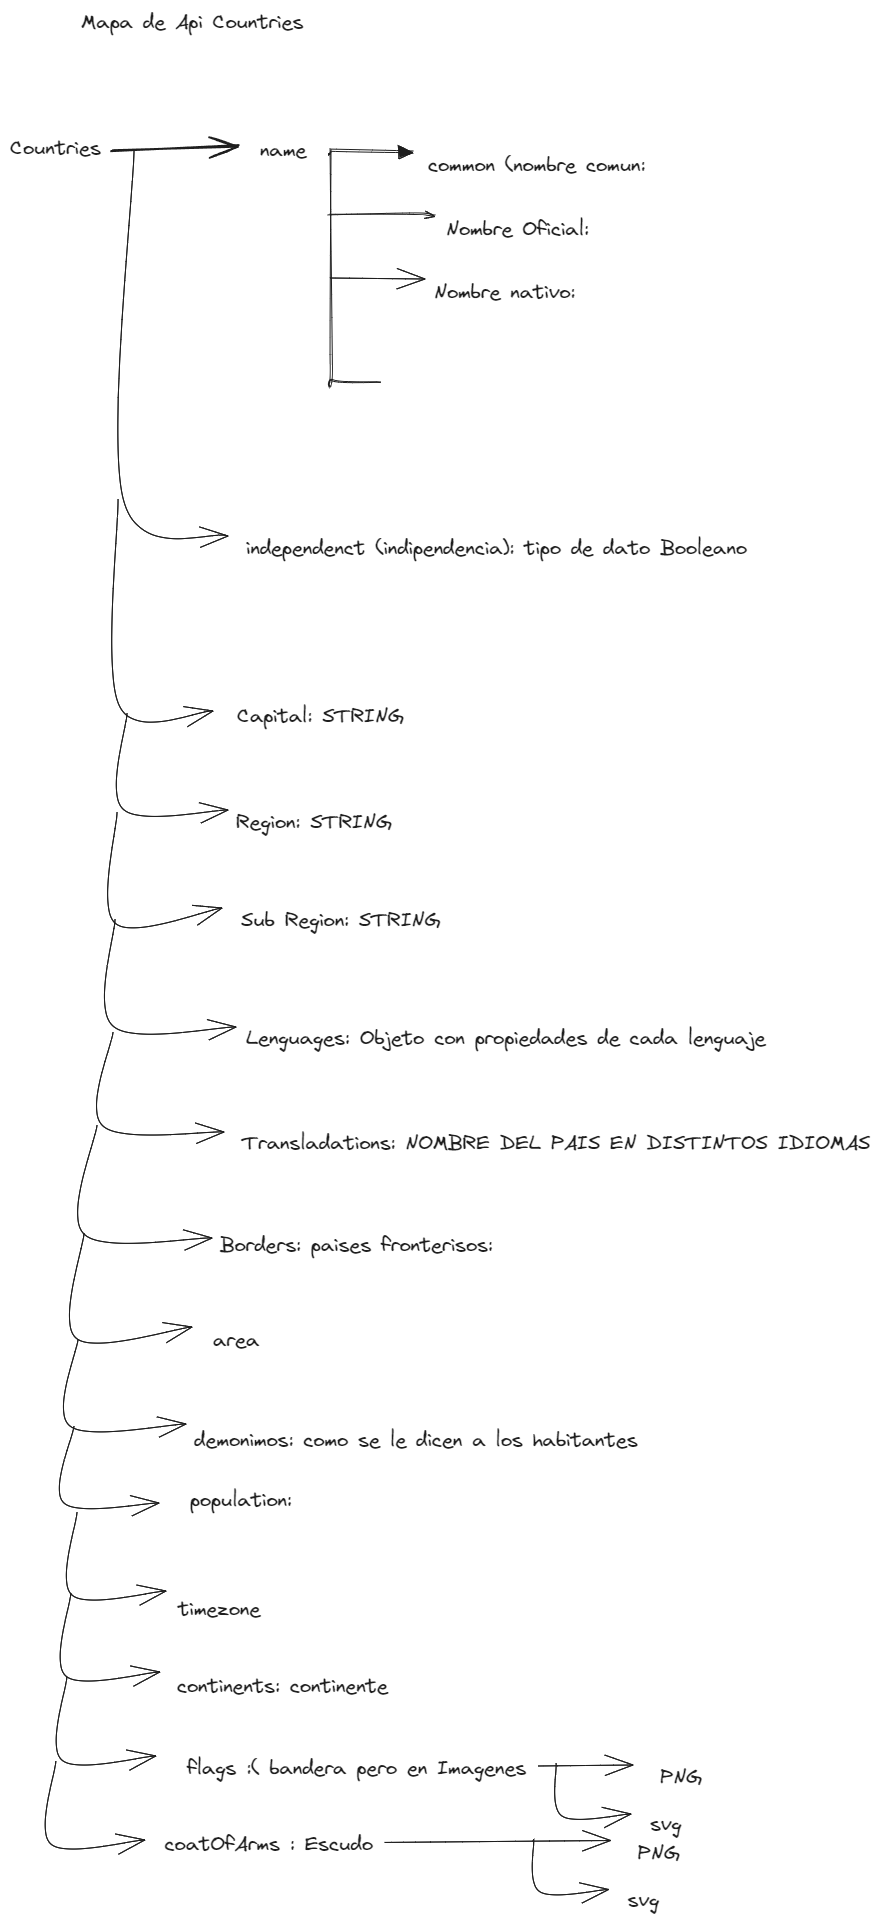 Mapa de Api Countries
Countries
name
common (nombre comun:
Nombre Oficial:
Nombre nativo:
independenct (indipendencia): tipo de dato Booleano
Capital: STRING
Region: STRING
Sub Region: STRING
Lenguages: Objeto con propiedades de cada lenguaje
Transladations: NOMBRE DEL PAIS EN DISTINTOS IDIOMAS
Borders: paises fronterisos:
area
demonimos: como se le dicen a los habitantes
population:
timezone
continents: continente
flags :( bandera pero en Imagenes
PNG
svg
coatOfArms : Escudo
PNG
svg